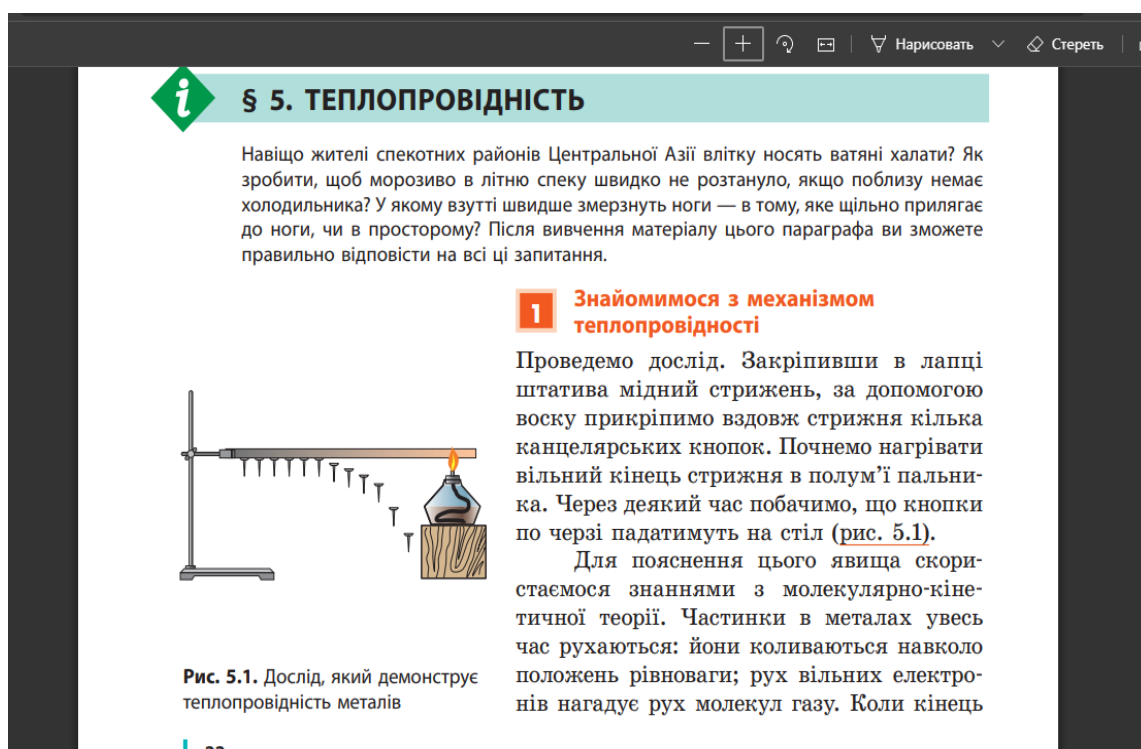 Нарисовать
Стереть
§ 5. ТЕПЛОПРОВІДНІСТЬ
Навіщо жителі спекотних районів Центральної Азії влітку носять ватяні халати? Як
зробити, щоб морозиво в літню спеку швидко не розтануло, якщо поблизу немає
холодильника? У якому взутті швидше змерзнуть ноги — в тому, яке щільно прилягає
до ноги, чи в просторому? Після вивчення матеріалу цього параграфа ви зможете
правильно відповісти на всі ці запитання.
1
Знайомимося з механізмом
теплопровідності
Проведемо дослід. Закріпивши в лапці
штатива мідний стрижень, за допомогою
воску прикріпимо вздовж стрижня кілька
канцелярських кнопок. Почнемо нагрівати
вільний кінець стрижня в полум'ї пальни-
ка. Через деякий час побачимо, що кнопки
по черзі падатимуть на стіл (рис. 5.1).
Для пояснення цього явища скори-
стаємося знаннями з молекулярно-кіне-
тичної теорії. Частинки в металах увесь
час рухаються: йони коливаються навколо
положень рівноваги; рух вільних електро-
нів нагадує рух молекул газу. Коли кінець
Рис. 5.1. Дослід, який демонструє
теплопровідність металів